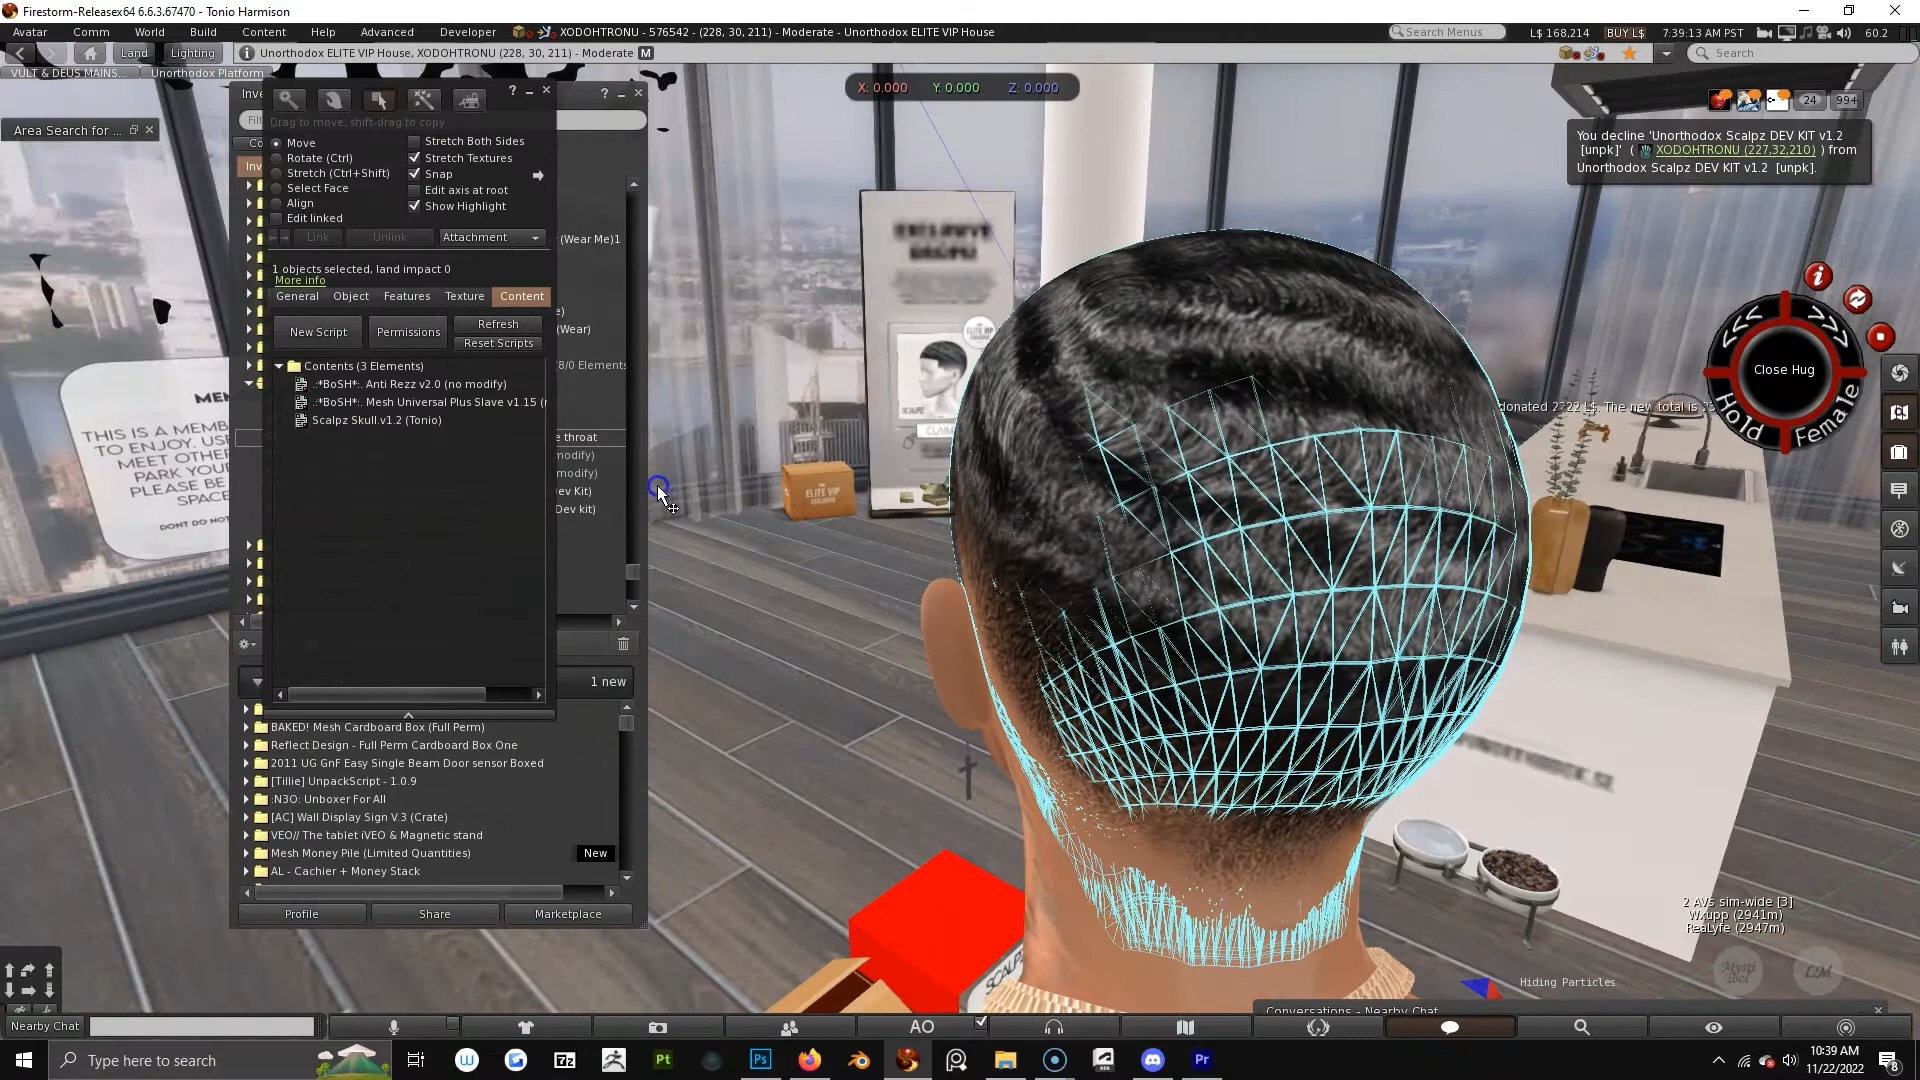 Firestorm-Releasex64 6.6.3.67470 - Tonio Harmison
Avatar Comm World Build Content Help Advanced Developer XODOHTRONU - 576542 - (228, 30, 211) - Moderate - Unorthodox ELITE VIP House
Search Menus L$ 168,214 BUY L$ 7:39:13 AM PST 60.2
Land Lighting Unorthodox ELITE VIP House, XODOHTRONU (228, 30, 211) - Moderate M Search
VULT & DEUS MAINS... Unorthodox Platform
X: 0.000 Y: 0.000 Z: 0.000
Area Search for ...
24 99+
You decline 'Unorthodox Scalpz DEV KIT v1.2
[unpk]' ( XODOHTRONU (227,32,210) ) from
Unorthodox Scalpz DEV KIT v1.2 [unpk].
Drag to move, shift-drag to copy
Move
Rotate (Ctrl)
Stretch (Ctrl+Shift)
Select Face
Align
Edit linked
Stretch Both Sides
Stretch Textures
Snap
Edit axis at root
Show Highlight
Link Unlink Attachment
(Wear Me)1
1 objects selected, land impact 0
More info
General Object Features Texture Content
New Script Permissions Refresh
Reset Scripts
(Wear)
Contents (3 Elements)
.:*BoSH*:. Anti Rezz v2.0 (no modify)
.:*BoSH*:. Mesh Universal Plus Slave v1.15 (r
Scalpz Skull.v1.2 (Tonio)
/0 Elements
e throat
modify)
modify)
Dev Kit)
Dev kit)
1 new
BAKED! Mesh Cardboard Box (Full Perm)
Reflect Design - Full Perm Cardboard Box One
2011 UG GnF Easy Single Beam Door sensor Boxed
[Tillie] UnpackScript - 1.0.9
:N3O: Unboxer For All
[AC] Wall Display Sign V.3 (Crate)
VEO// The tablet iVEO & Magnetic stand
Mesh Money Pile (Limited Quantities) New
AL - Cachier + Money Stack
Profile Share Marketplace
THIS IS A MEMB
TO ENJOY. USE
MEET OTHER
PARK YOUR
PLEASE BE
SPACE
DONT DO NOT
EXCLUSIVE
DROPS!
ELITE VIP
Close Hug
Hold Female
2 AVs sim-wide [3]
Wxupp (2941m)
ReaLyfe (2947m)
Hiding Particles
Conversations - Nearby Chat
Nearby Chat AO
Type here to search
10:39 AM
11/22/2022
8